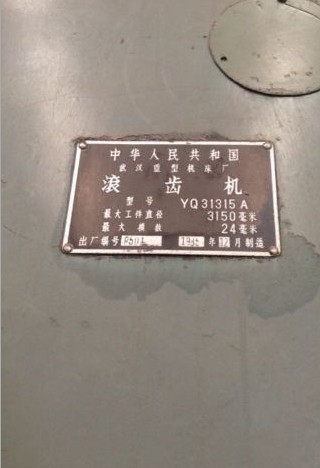 中华人民共和国
武汉重型机床厂
滚齿机
型号 YQ31315A
最大工件直径 3150毫米
最大模数 24毫米
出厂编号 年12月制造